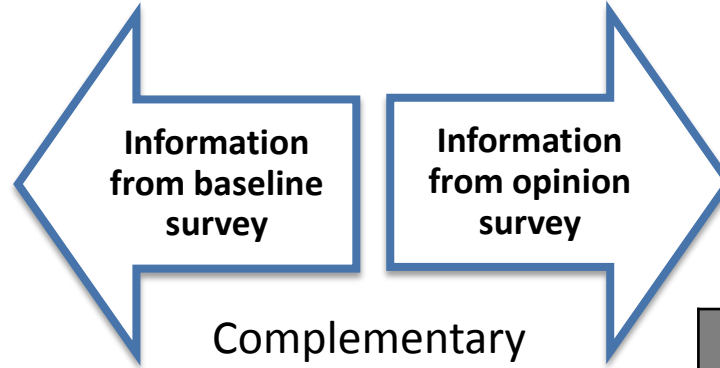 Information
from baseline
survey
Information
from opinion
survey
Complementary